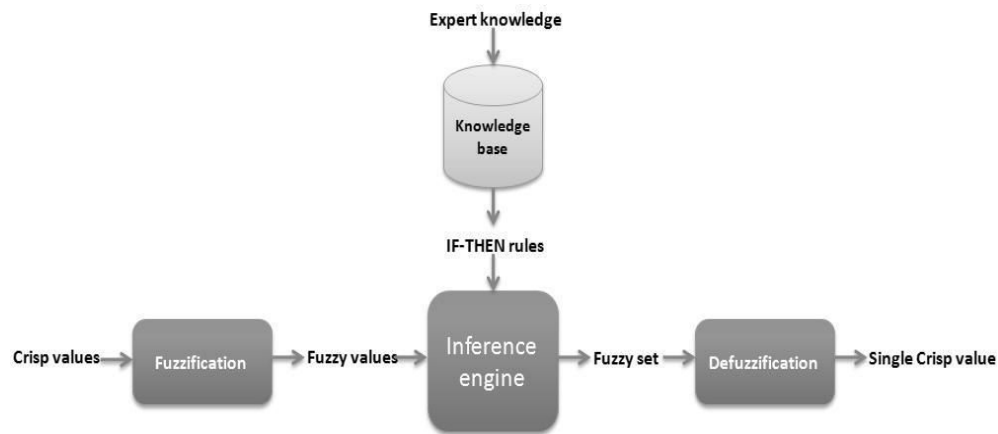 Expert knowledge
Knowledge
base
IF-THEN rules
Crisp values
Fuzzification
Fuzzy values
Inference
engine
Fuzzy set
Defuzzification
Single Crisp value